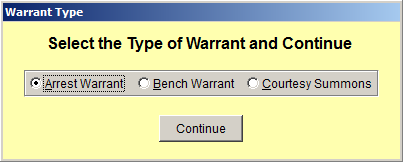 Warrant Type
Select the Type of Warrant and Continue
Arrest Warrant Bench Warrant Courtesy Summons
Continue